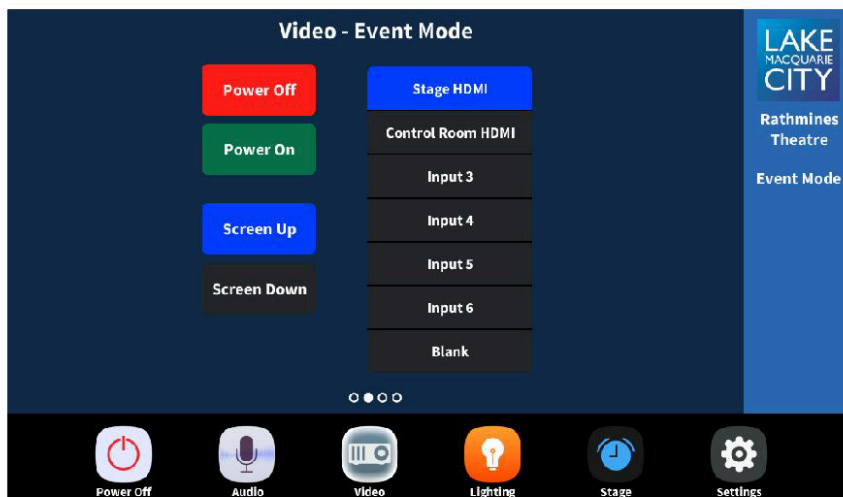 Video - Event Mode
Power Off
Power On
Screen Up
Screen Down
Stage HDMI
Control Room HDMI
Input 3
Input 4
Input 5
Input 6
Blank
LAKE
MACQUARIE
CITY
Rathmines
Theatre
Event Mode
Power Off
Audio
Video
Lighting
Stage
Settings